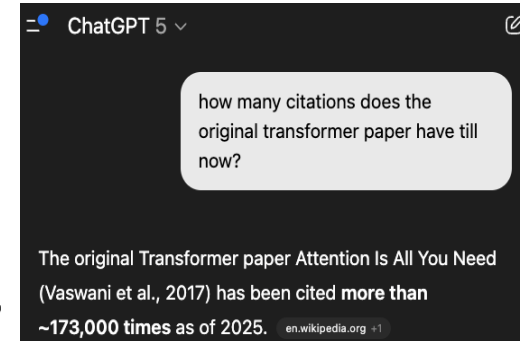 ChatGPT 5
how many citations does the
original transformer paper have till
now?
The original Transformer paper Attention Is All You Need
(Vaswani et al., 2017) has been cited more than
~173,000 times as of 2025. en.wikipedia.org +1